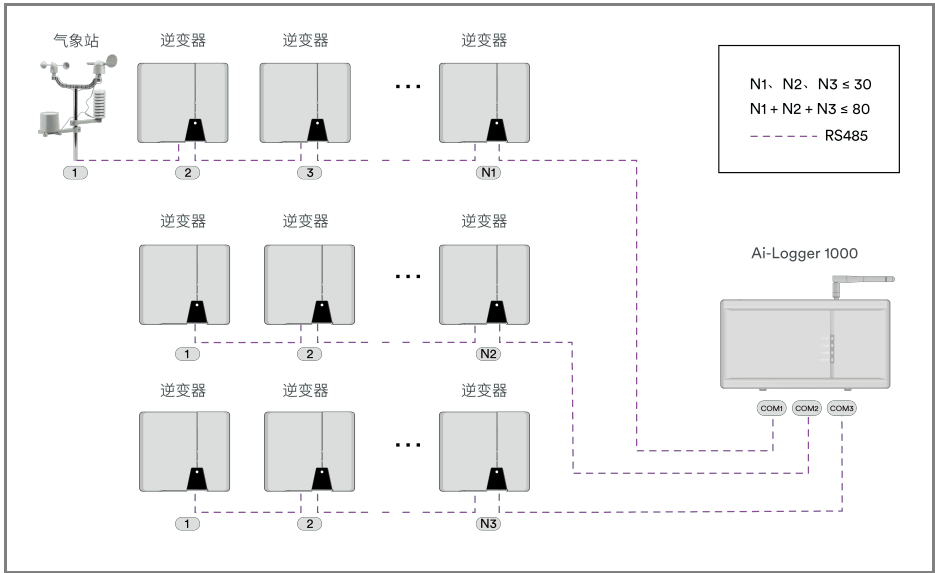 气象站 逆变器 逆变器 逆变器
N1、N2、N3 ≤ 30
N1 + N2 + N3 ≤ 80
RS485
1 2 3 ··· N1
逆变器 逆变器 逆变器
Ai-Logger 1000
··· 
1 2 N2
逆变器 逆变器 逆变器
COM1 COM2 COM3
···
1 2 N3